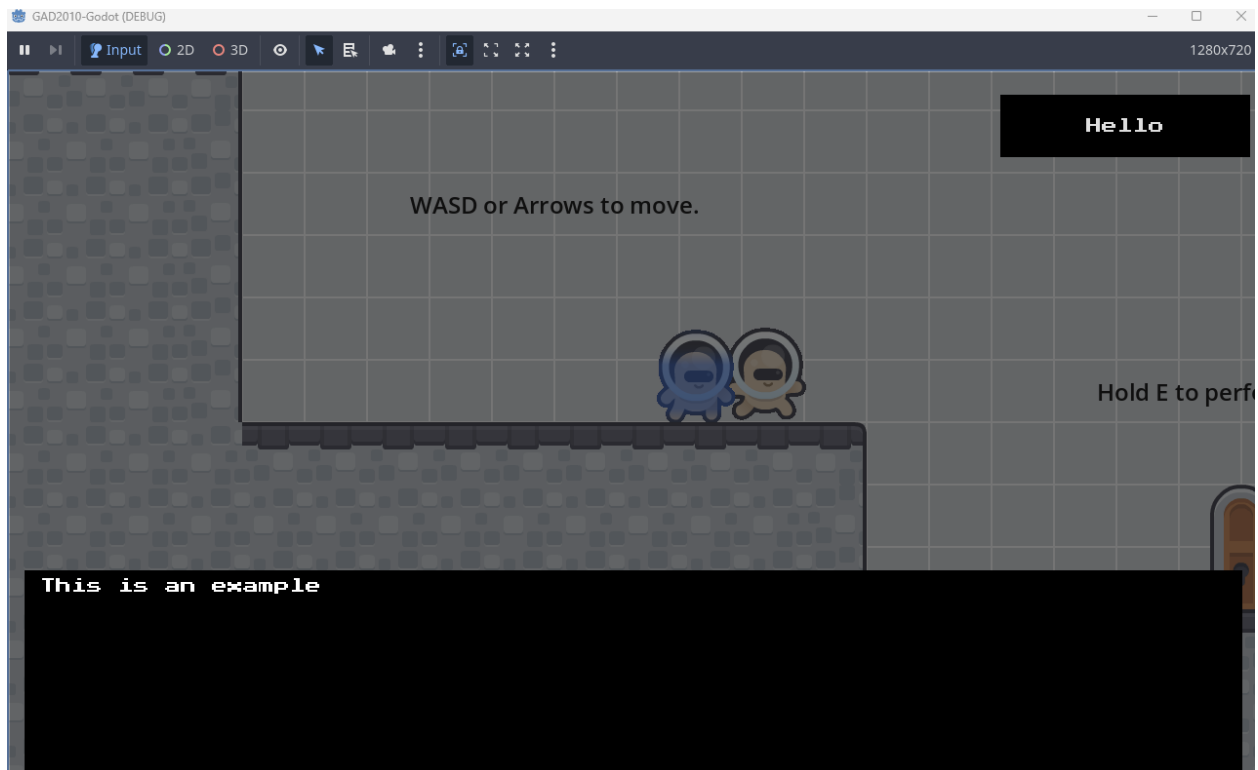 GAD2010-Godot (DEBUG)
Input 2D 3D 1280x720
Hello
WASD or Arrows to move.
Hold E to perfo
This is an example